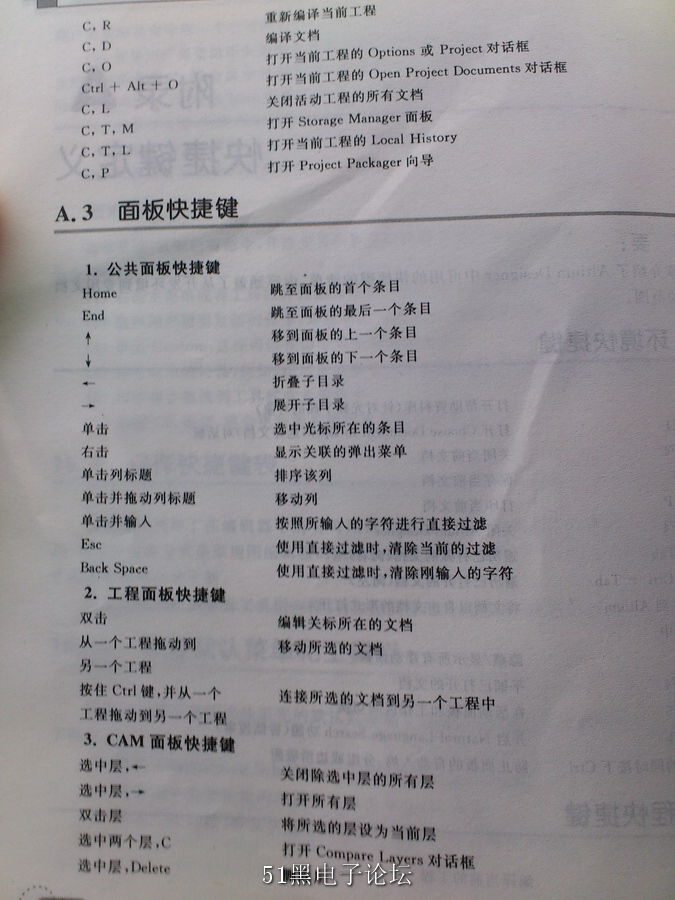 C, R 重新编译当前工程
C, D 编译文档
C, O 打开当前工程的 Options 或 Project 对话框
Ctrl + Alt + O 打开当前工程的 Open Project Documents 对话框
C, L 关闭活动工程的所有文档
C, T, M 打开 Storage Manager 面板
C, T, L 打开当前工程的 Local History
C, P 打开 Project Packager 向导
A.3 面板快捷键
1. 公共面板快捷键
Home 跳至面板的首个条目
End 跳至面板的最后一个条目
↑ 移到面板的上一个条目
↓ 移到面板的下一个条目
← 折叠子目录
→ 展开子目录
单击 选中光标所在的条目
右击 显示关联的弹出菜单
单击列标题 排序该列
单击并拖动列标题 移动列
单击并输入 按照所输入的字符进行直接过滤
Esc 使用直接过滤时,清除当前的过滤
Back Space 使用直接过滤时,清除刚输入的字符
2. 工程面板快捷键
双击 编辑关标所在的文档
从一个工程拖动到 移动所选的文档
另一个工程
按住 Ctrl 键,并从一个 连接所选的文档到另一个工程中
工程拖动到另一个工程
3. CAM 面板快捷键
选中层,← 关闭除选中层的所有层
选中层,→ 打开所有层
双击层 将所选的层设为当前层
选中两个层,C 打开 Compare Layers 对话框
选中层,Delete
51黑电子论坛